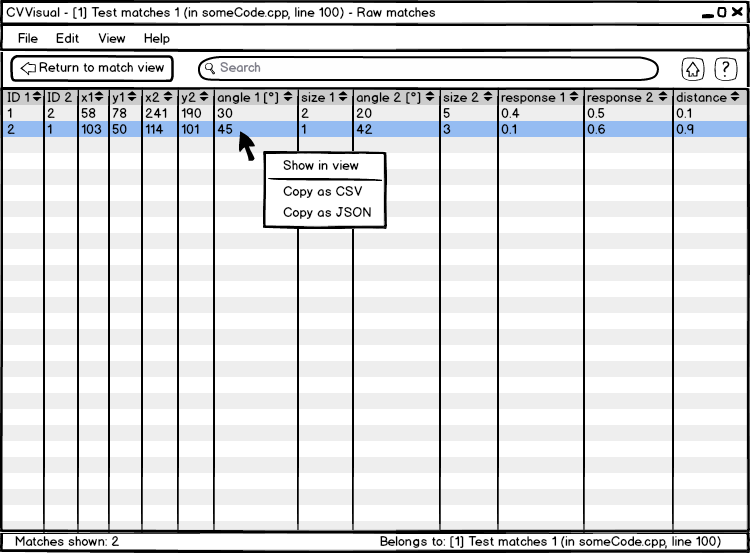 CVVisual - [1] Test matches 1 (in someCode.cpp, line 100) - Raw matches
File Edit View Help
Return to match view Search ?
ID 1 ID 2 x1 y1 x2 y2 angle 1 [°] size 1 angle 2 [°] size 2 response 1 response 2 distance
1 2 58 78 241 190 30 2 20 5 0.4 0.5 0.1
2 1 103 50 114 101 45 1 42 3 0.1 0.6 0.9
Show in view
Copy as CSV
Copy as JSON
Matches shown: 2 Belongs to: [1] Test matches 1 (in someCode.cpp, line 100)